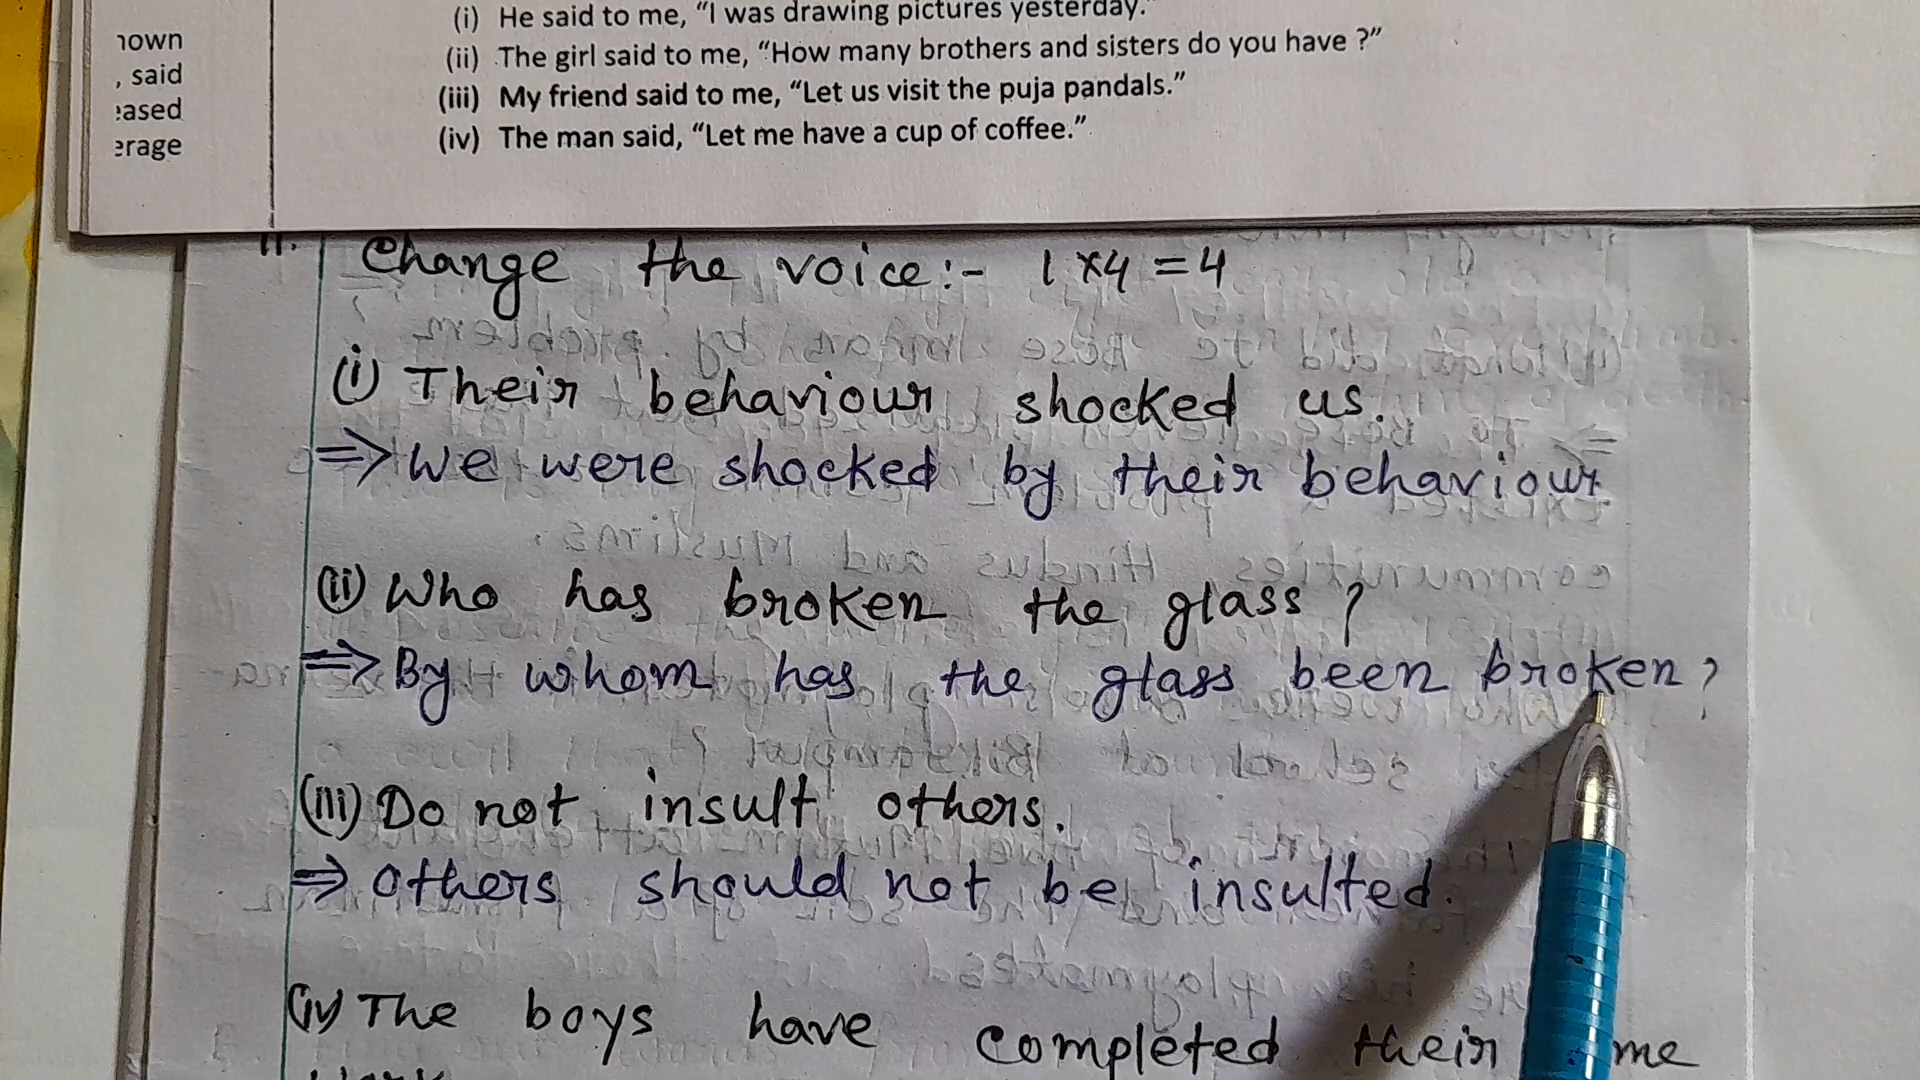 nown
, said
eased
erage
(i) He said to me, “I was drawing pictures yesterday.”
(ii) The girl said to me, “How many brothers and sisters do you have ?”
(iii) My friend said to me, “Let us visit the puja pandals.”
(iv) The man said, “Let me have a cup of coffee.”
Change the voice:- 1×4=4
(i) Their behaviour shocked us.
⇒ We were shocked by their behaviour
(ii) Who has broken the glass?
⇒ By whom has the glass been broken?
(iii) Do not insult others.
⇒ Others should not be insulted.
(iv) The boys have completed their me